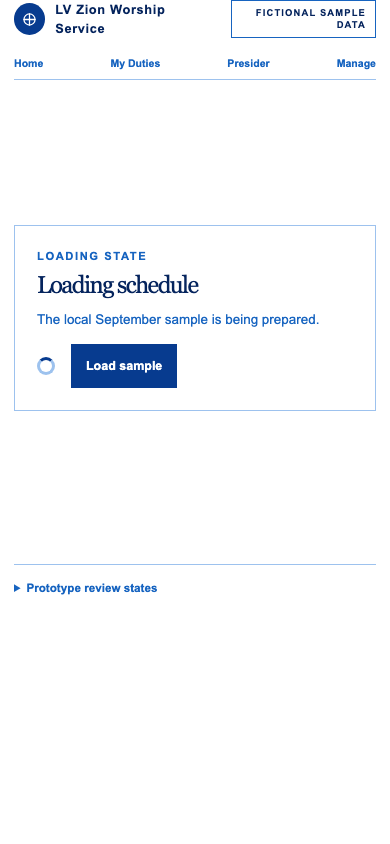 LV Zion Worship
Service
FICTIONAL SAMPLE
DATA
Home
My Duties
Presider
Manage
LOADING STATE
Loading schedule
The local September sample is being prepared.
Load sample
Prototype review states